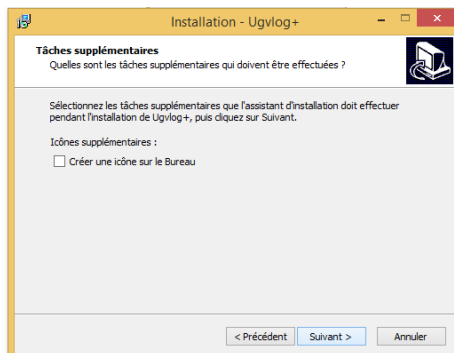 Installation - Ugvlog+
Tâches supplémentaires
Quelles sont les tâches supplémentaires qui doivent être effectuées ?
Sélectionnez les tâches supplémentaires que l'assistant d'installation doit effectuer
pendant l'installation de Ugvlog+, puis cliquez sur Suivant.
Icônes supplémentaires :
Créer une icône sur le Bureau
< Précédent Suivant > Annuler